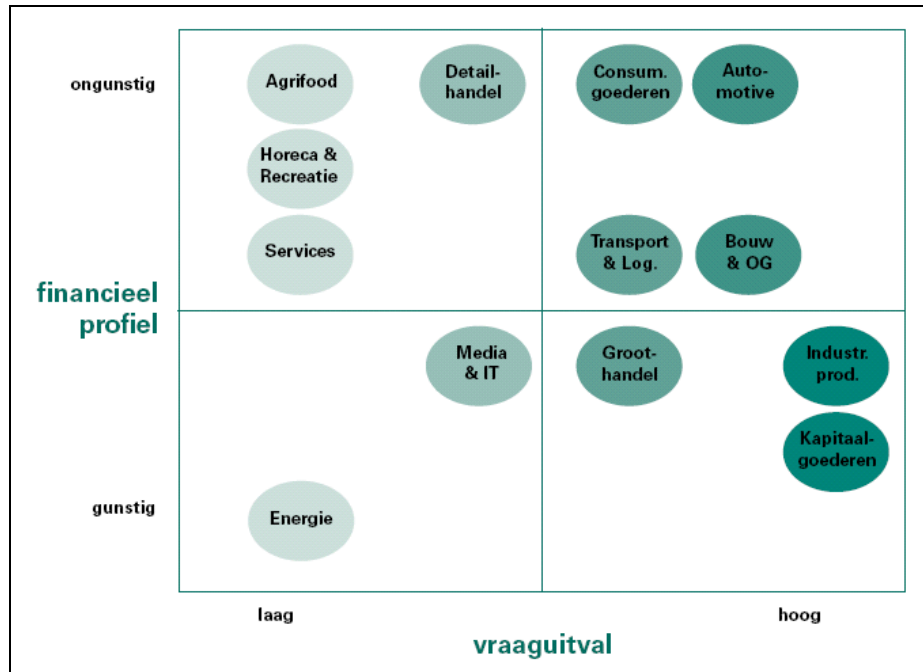 ongunstig
Agrifood
Detail-
handel
Consum.
goederen
Auto-
motive
Horeca &
Recreatie
Services
Transport
& Log.
Bouw
& OG
financieel
profiel
Media
& IT
Groot-
handel
Industr.
prod.
Kapitaal-
goederen
gunstig
Energie
laag
hoog
vraaguitval